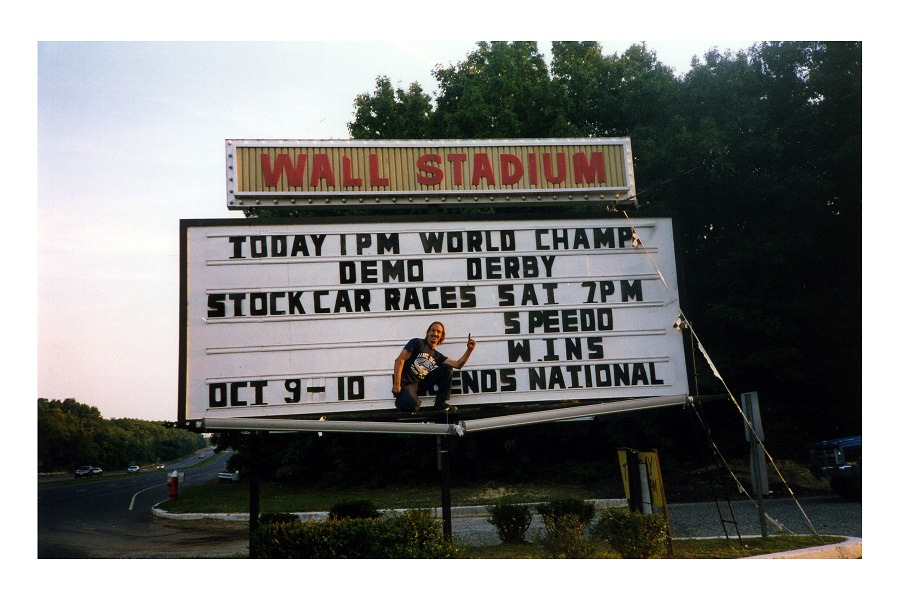 WALL STADIUM
TODAY 1PM WORLD CHAMP
DEMO DERBY
STOCK CAR RACES SAT 7PM
SPEEDO
W.INS
OCT 9-10 ENDS NATIONAL